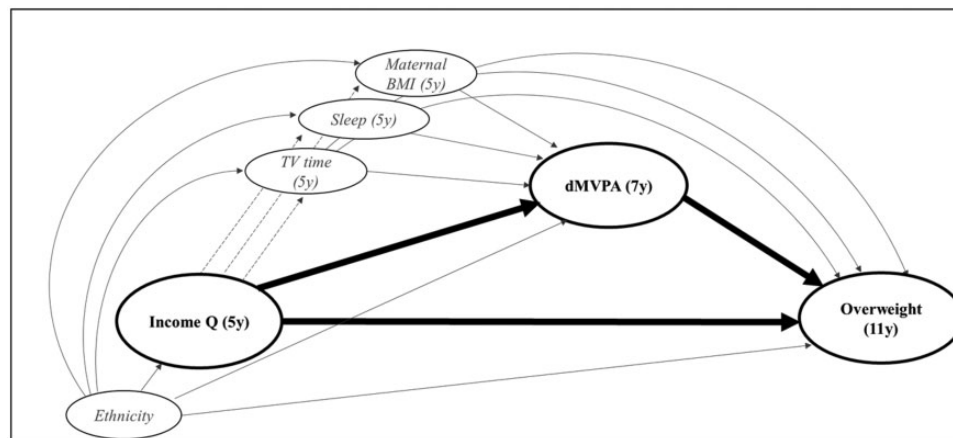 Maternal
BMI (5y)
Sleep (5y)
TV time
(5y)
dMVPA (7y)
Income Q (5y)
Overweight
(11y)
Ethnicity